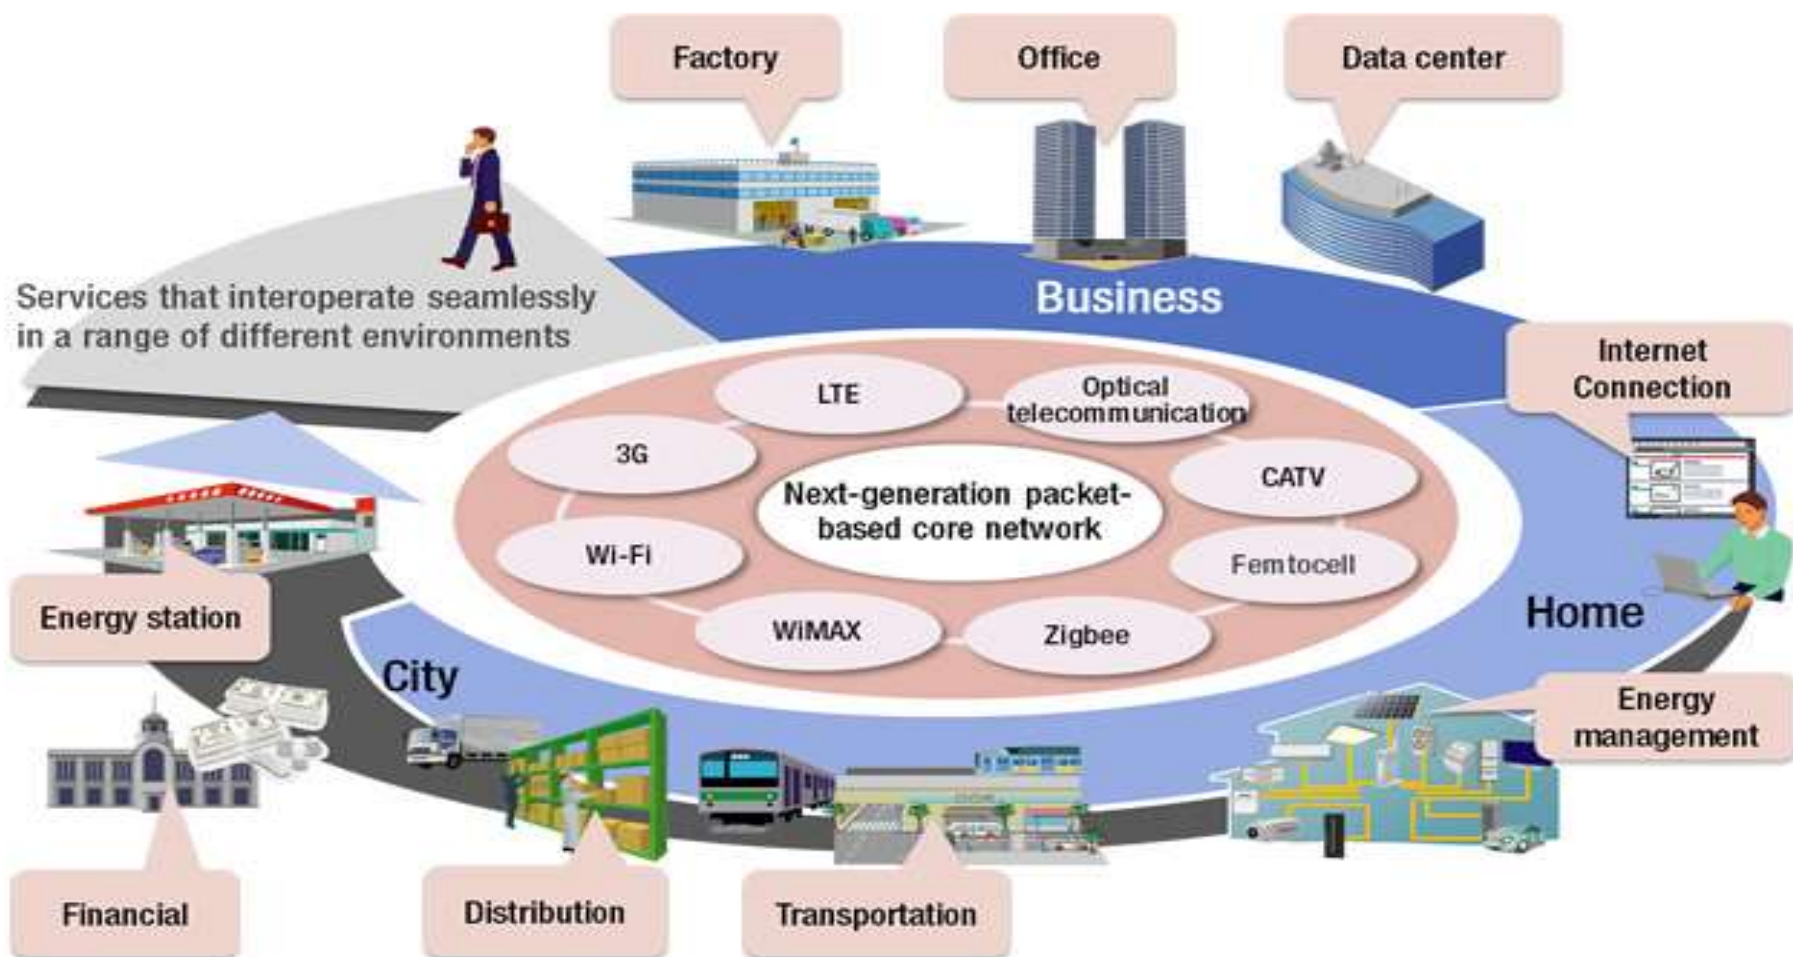 Factory
Office
Data center
Services that interoperate seamlessly
in a range of different environments
Business
Internet
Connection
LTE
Optical
telecommunication
3G
CATV
Next-generation packet-
based core network
Wi-Fi
Femtocell
WiMAX
Zigbee
Energy station
Home
City
Energy
management
Financial
Distribution
Transportation